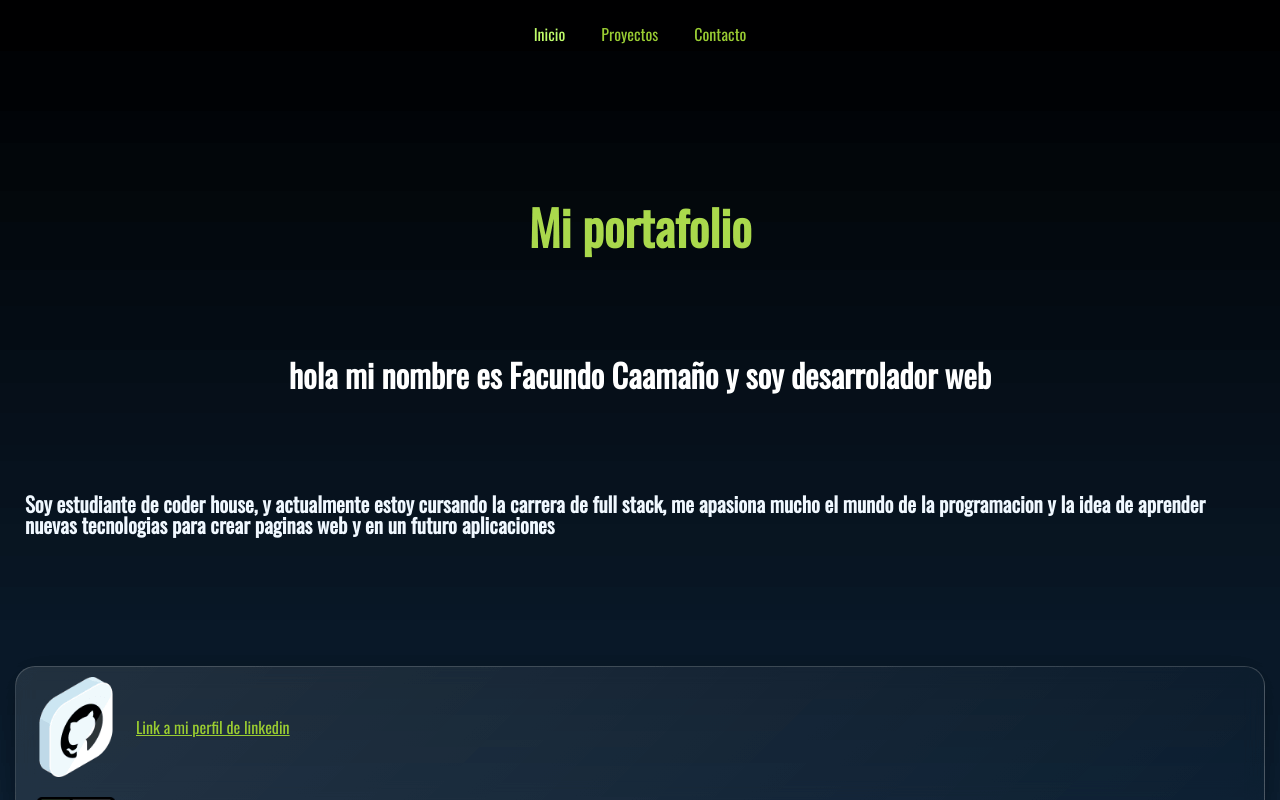 Inicio Proyectos Contacto
Mi portafolio
hola mi nombre es Facundo Caamaño y soy desarrolador web
Soy estudiante de coder house, y actualmente estoy cursando la carrera de full stack, me apasiona mucho el mundo de la programacion y la idea de aprender
nuevas tecnologias para crear paginas web y en un futuro aplicaciones
Link a mi perfil de linkedin